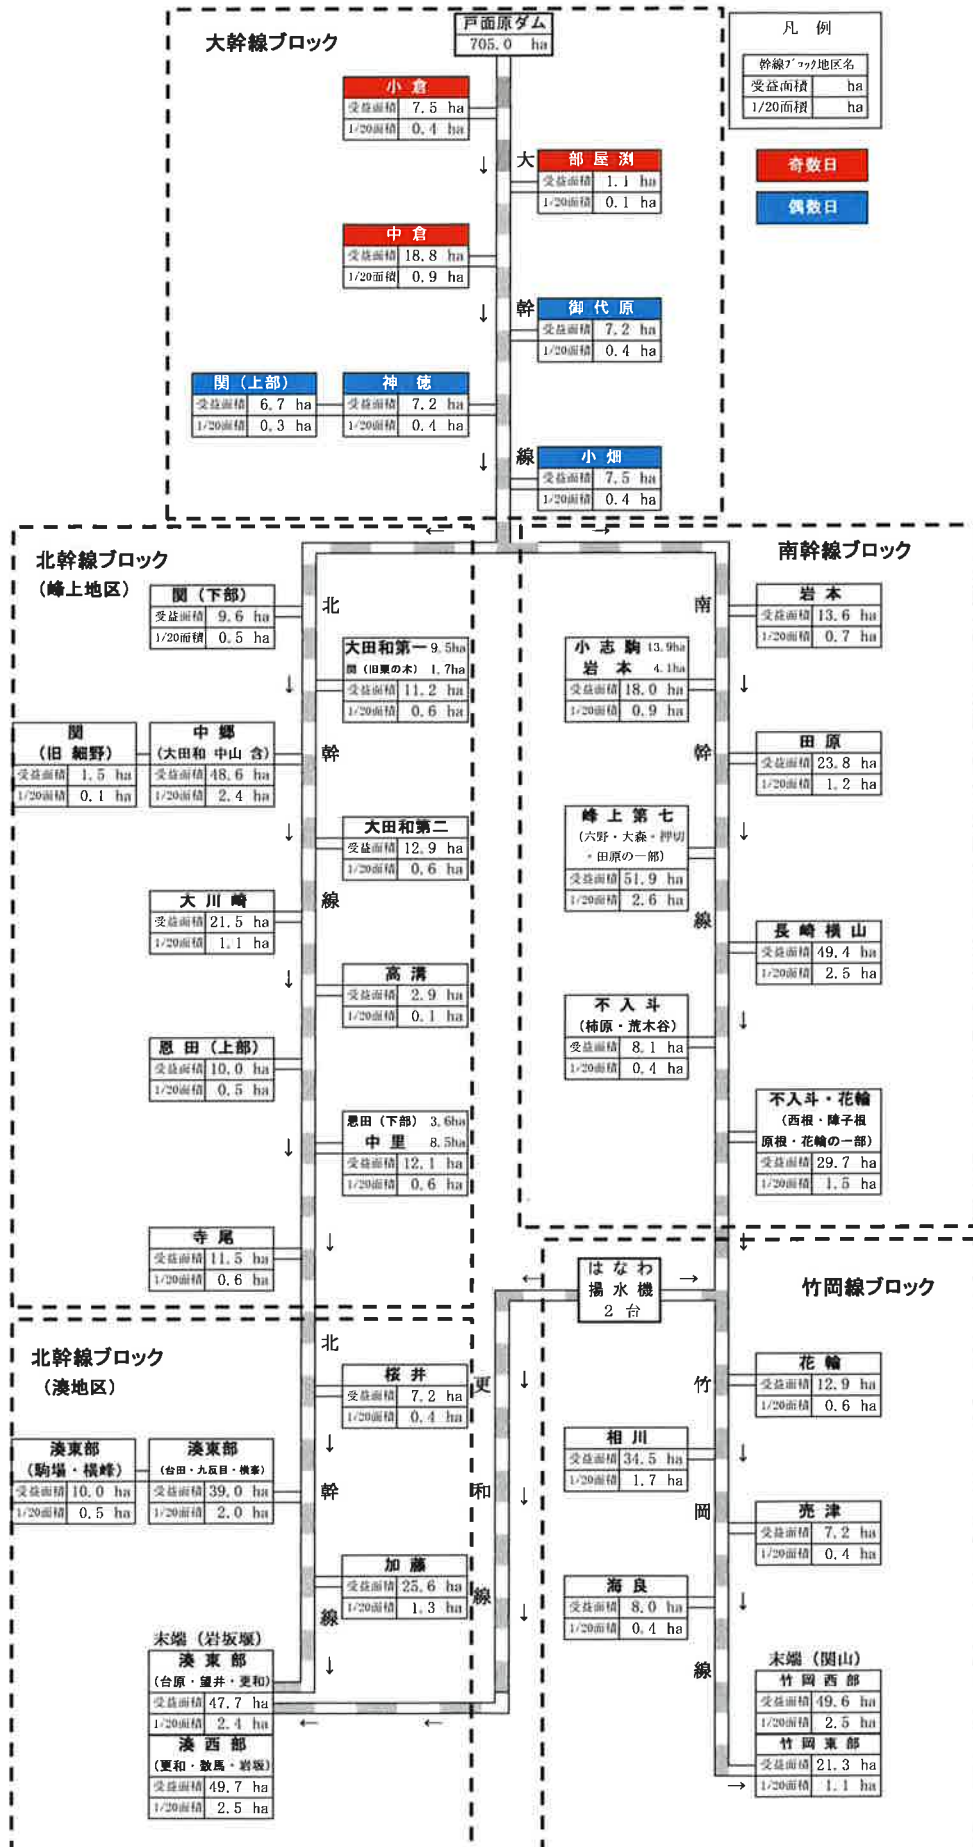 大幹線ブロック
戸面原ダム
705.0 ha
凡 例
幹線ブロック地区名
受益面積 ha
1/20面積 ha
奇数日
偶数日
小 倉
受益面積 7.5 ha
1/20面積 0.4 ha
↓
大
部 屋 渕
受益面積 1.1 ha
1/20面積 0.1 ha
中 倉
受益面積 18.8 ha
1/20面積 0.9 ha
↓
幹
御 代 原
受益面積 7.2 ha
1/20面積 0.4 ha
関(上部)
受益面積 6.7 ha
1/20面積 0.3 ha
神 徳
受益面積 7.2 ha
1/20面積 0.4 ha
↓
線
小 畑
受益面積 7.5 ha
1/20面積 0.4 ha
← →
北幹線ブロック
(峰上地区)
関(下部)
受益面積 9.6 ha
1/20面積 0.5 ha
北
↓
大田和第一 9.5ha
関(旧栗の木) 1.7ha
受益面積 11.2 ha
1/20面積 0.6 ha
関
(旧 細野)
受益面積 1.5 ha
1/20面積 0.1 ha
中 郷
(大田和 中山 含)
受益面積 48.6 ha
1/20面積 2.4 ha
幹
↓
大田和第二
受益面積 12.9 ha
1/20面積 0.6 ha
大 川 崎
受益面積 21.5 ha
1/20面積 1.1 ha
線
↓
高 溝
受益面積 2.9 ha
1/20面積 0.1 ha
恩 田(上部)
受益面積 10.0 ha
1/20面積 0.5 ha
↓
恩田(下部) 3.6ha
中 里 8.5ha
受益面積 12.1 ha
1/20面積 0.6 ha
寺 尾
受益面積 11.5 ha
1/20面積 0.6 ha
↓
南幹線ブロック
南
岩 本
受益面積 13.6 ha
1/20面積 0.7 ha
小 志 駒 13.9ha
岩 本 4.1ha
受益面積 18.0 ha
1/20面積 0.9 ha
↓
幹
田 原
受益面積 23.8 ha
1/20面積 1.2 ha
峰 上 第 七
(六野・大森・押切
・田原の一部)
受益面積 51.9 ha
1/20面積 2.6 ha
↓
線
長 崎 横 山
受益面積 49.4 ha
1/20面積 2.5 ha
不 入 斗
(柿原・荒木谷)
受益面積 8.1 ha
1/20面積 0.4 ha
↓
不入斗・花輪
(西根・障子根
原根・花輪の一部)
受益面積 29.7 ha
1/20面積 1.5 ha
↓
は な わ
揚 水 機
2 台
← →
竹岡線ブロック
北幹線ブロック
(湊地区)
北
桜 井
受益面積 7.2 ha
1/20面積 0.4 ha
↓
湊東部
(駒場・横峰)
受益面積 10.0 ha
1/20面積 0.5 ha
湊東部
(台田・九反目・横峯)
受益面積 39.0 ha
1/20面積 2.0 ha
幹
↓
加 藤
受益面積 25.6 ha
1/20面積 1.3 ha
線
↓
末端(岩坂堰)
湊 東 部
(台原・望井・更和)
受益面積 47.7 ha
1/20面積 2.4 ha
湊 西 部
(更和・数馬・岩坂)
受益面積 49.7 ha
1/20面積 2.5 ha
更
↓
和
↓
線
↓
← ←
竹
花 輪
受益面積 12.9 ha
1/20面積 0.6 ha
相 川
受益面積 34.5 ha
1/20面積 1.7 ha
↓
岡
売 津
受益面積 7.2 ha
1/20面積 0.4 ha
海 良
受益面積 8.0 ha
1/20面積 0.4 ha
↓
線
末端(関山)
竹 岡 西 部
受益面積 49.6 ha
1/20面積 2.5 ha
竹 岡 東 部
受益面積 21.3 ha
→
1/20面積 1.1 ha